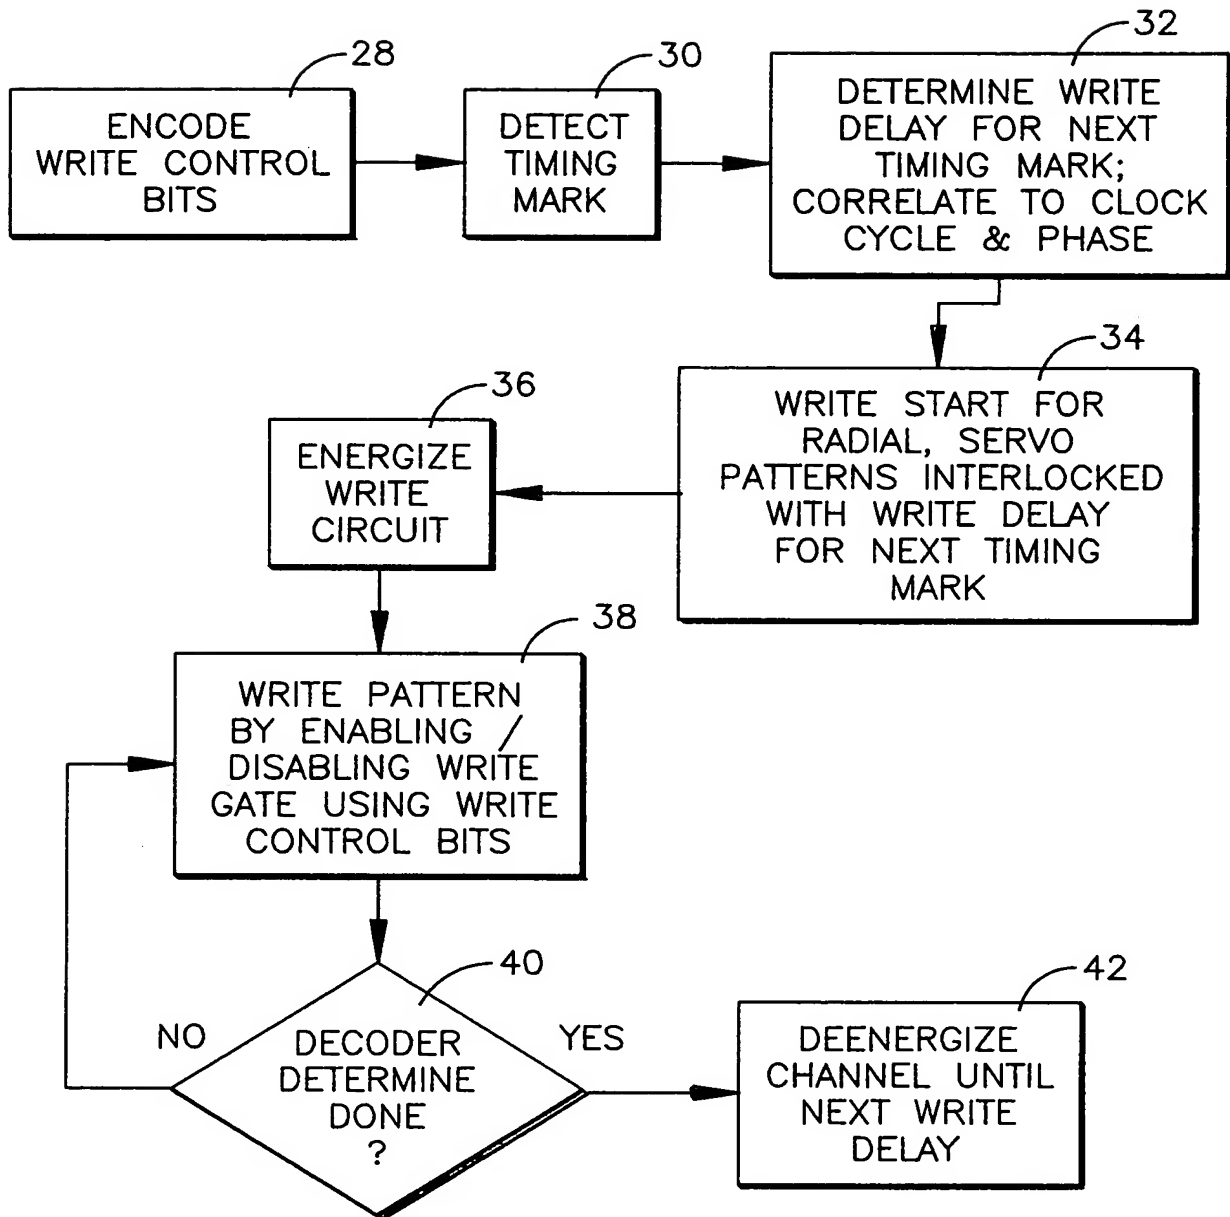 28
ENCODE
WRITE CONTROL
BITS
30
DETECT
TIMING
MARK
32
DETERMINE WRITE
DELAY FOR NEXT
TIMING MARK;
CORRELATE TO CLOCK
CYCLE & PHASE
34
WRITE START FOR
RADIAL, SERVO
PATTERNS INTERLOCKED
WITH WRITE DELAY
FOR NEXT TIMING
MARK
36
ENERGIZE
WRITE
CIRCUIT
38
WRITE PATTERN
BY ENABLING /
DISABLING WRITE
GATE USING WRITE
CONTROL BITS
40
DECODER
DETERMINE
DONE
?
NO
YES
42
DEENERGIZE
CHANNEL UNTIL
NEXT WRITE
DELAY